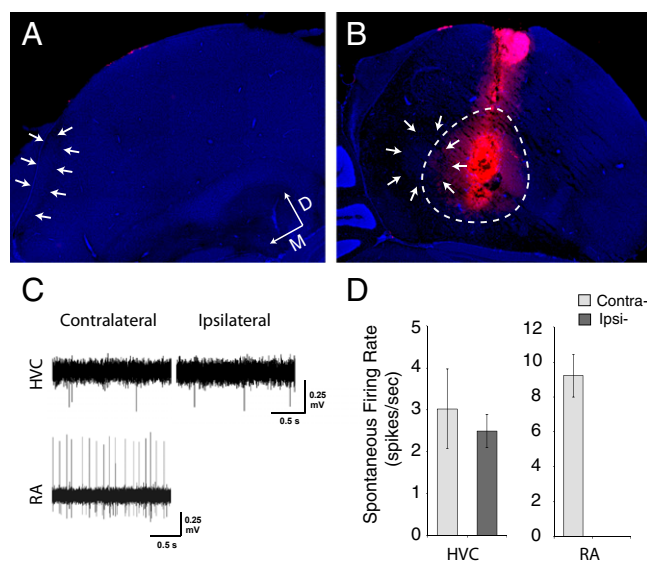 A
B
D
M
C
Contralateral
Ipsilateral
HVC
0.25
mV
0.5 s
RA
0.25
mV
0.5 s
D
Contra-
Ipsi-
Spontaneous Firing Rate
(spikes/sec)
5
4
3
2
1
0
HVC
12
10
8
6
4
2
0
RA